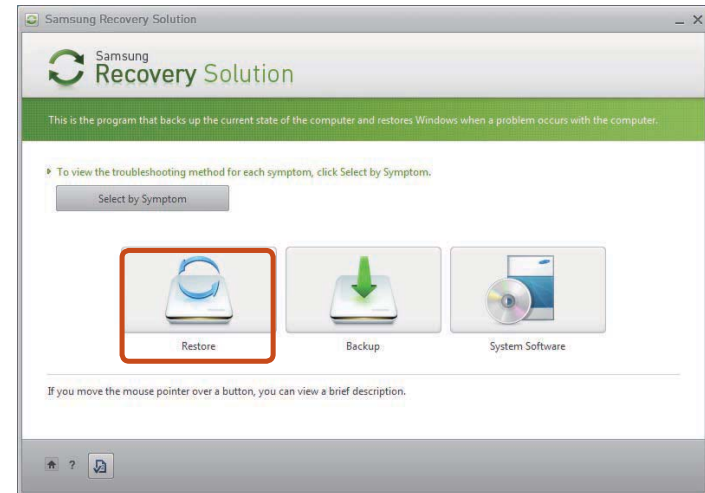 Samsung Recovery Solution
Samsung
Recovery Solution
This is the program that backs up the current state of the computer and restores Windows when a problem occurs with the computer.
To view the troubleshooting method for each symptom, click Select by Symptom.
Select by Symptom
Restore
Backup
System Software
If you move the mouse pointer over a button, you can view a brief description.
?